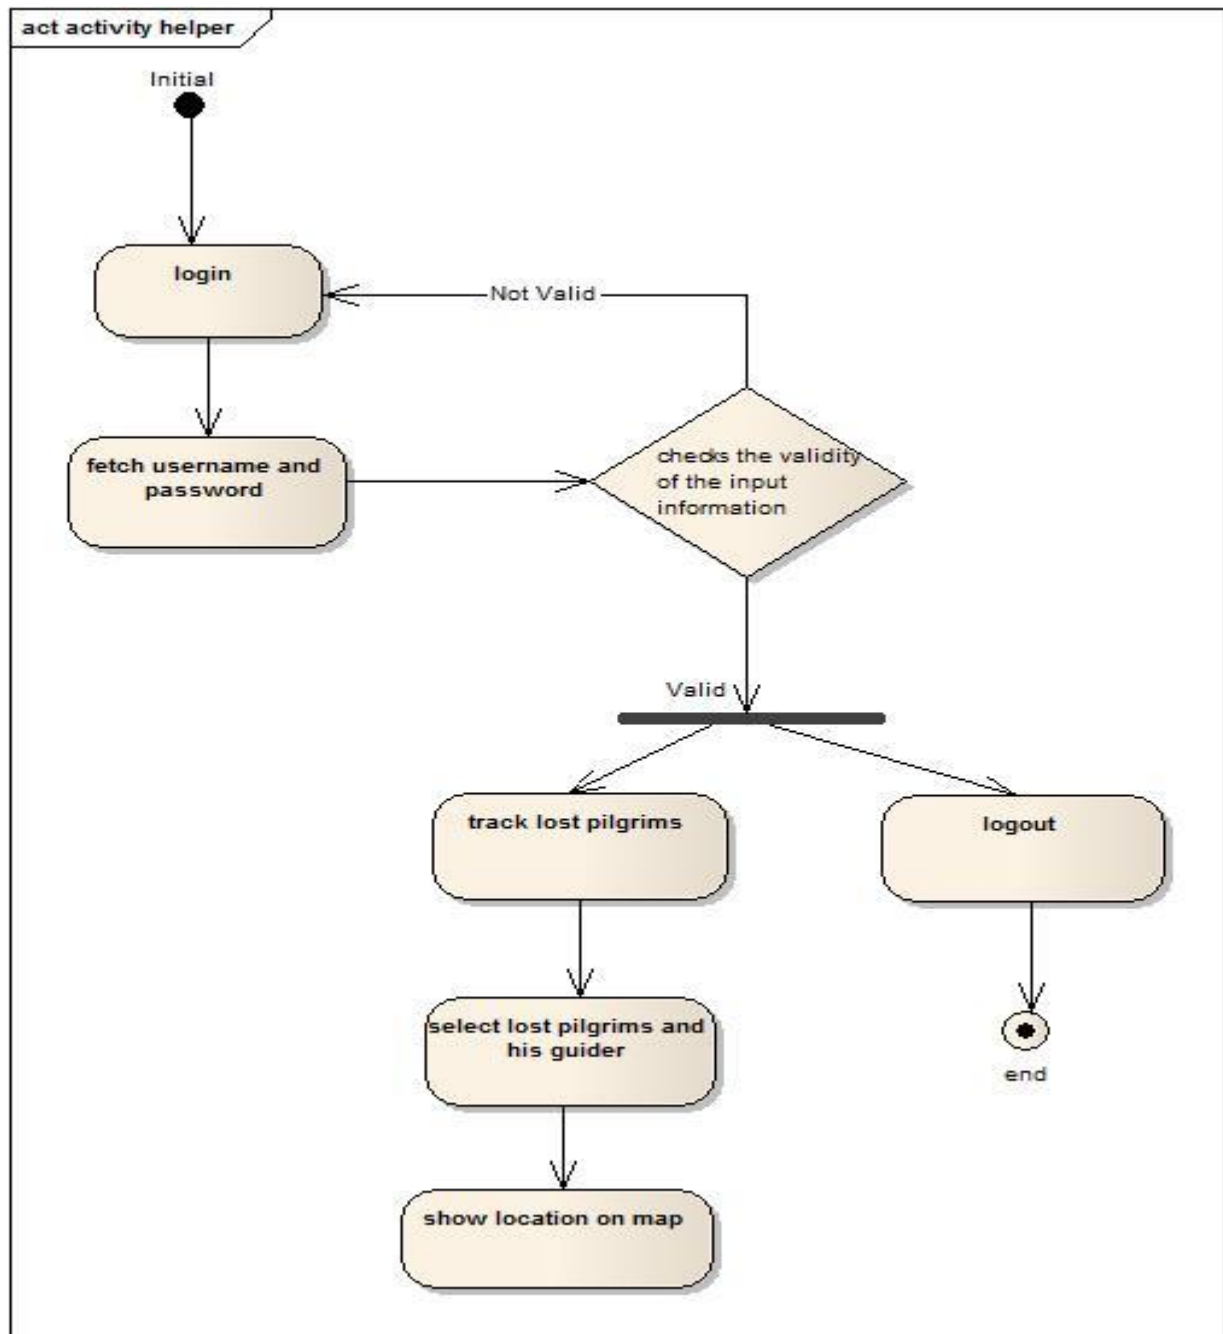 act activity helper
Initial
login
Not Valid
fetch username and
password
checks the validity
of the input
information
Valid
track lost pilgrims
logout
select lost pilgrims and
his guider
end
show location on map